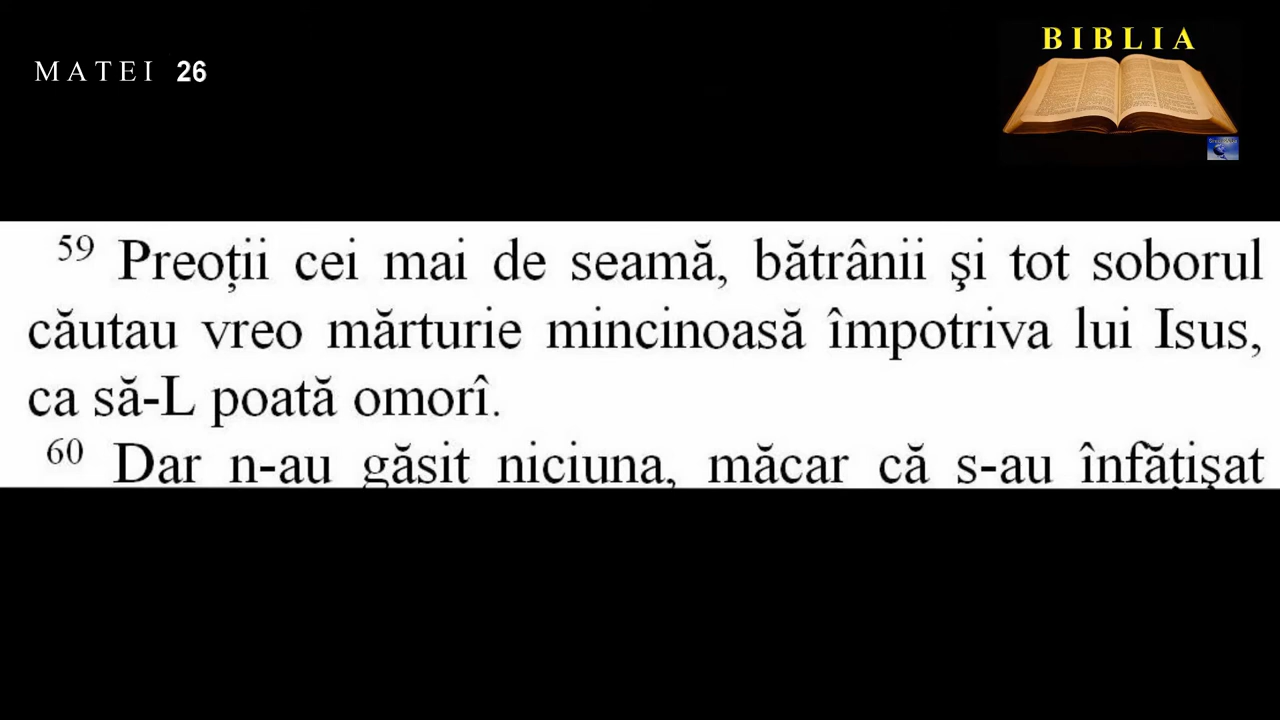 MATEI 26
BIBLIA
59 Preoții cei mai de seamă, bătrânii şi tot soborul
căutau vreo mărturie mincinoasă împotriva lui Isus,
ca să-L poată omorî.
60 Dar n-au găsit niciuna, măcar că s-au înfățişat